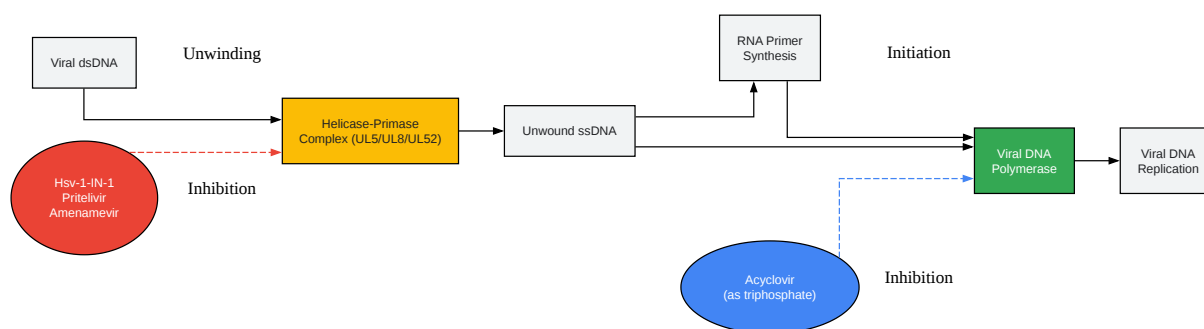 Viral dsDNA
Unwinding
RNA Primer
Synthesis
Initiation
Helicase-Primase
Complex (UL5/UL8/UL52)
Unwound ssDNA
Viral DNA
Polymerase
Viral DNA
Replication
Hsv-1-IN-1
Pritelivir
Amenamevir
Inhibition
Acyclovir
(as triphosphate)
Inhibition